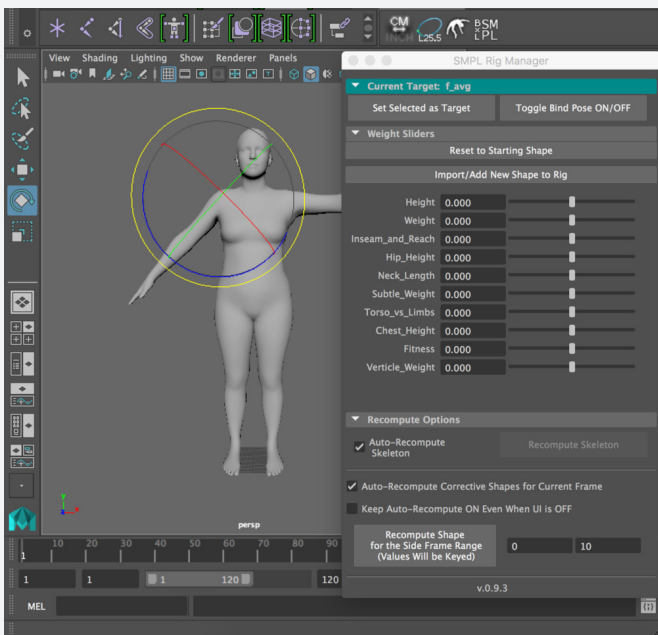 CM
INCH
L25.5
BSM
KPL
View Shading Lighting Show Renderer Panels
SMPL Rig Manager
Current Target: f_avg
Set Selected as Target Toggle Bind Pose ON/OFF
Weight Sliders
Reset to Starting Shape
Import/Add New Shape to Rig
Height 0.000
Weight 0.000
Inseam_and_Reach 0.000
Hip_Height 0.000
Neck_Length 0.000
Subtle_Weight 0.000
Torso_vs_Limbs 0.000
Chest_Height 0.000
Fitness 0.000
Verticle_Weight 0.000
Recompute Options
Auto-Recompute
Skeleton
Recompute Skeleton
Auto-Recompute Corrective Shapes for Current Frame
Keep Auto-Recompute ON Even When UI is OFF
Recompute Shape
for the Side Frame Range
(Values Will be Keyed)
0 10
v.0.9.3
y
x
persp
10 20 30 40 50 60 70 80 90
1
1 1 1 120 120
MEL